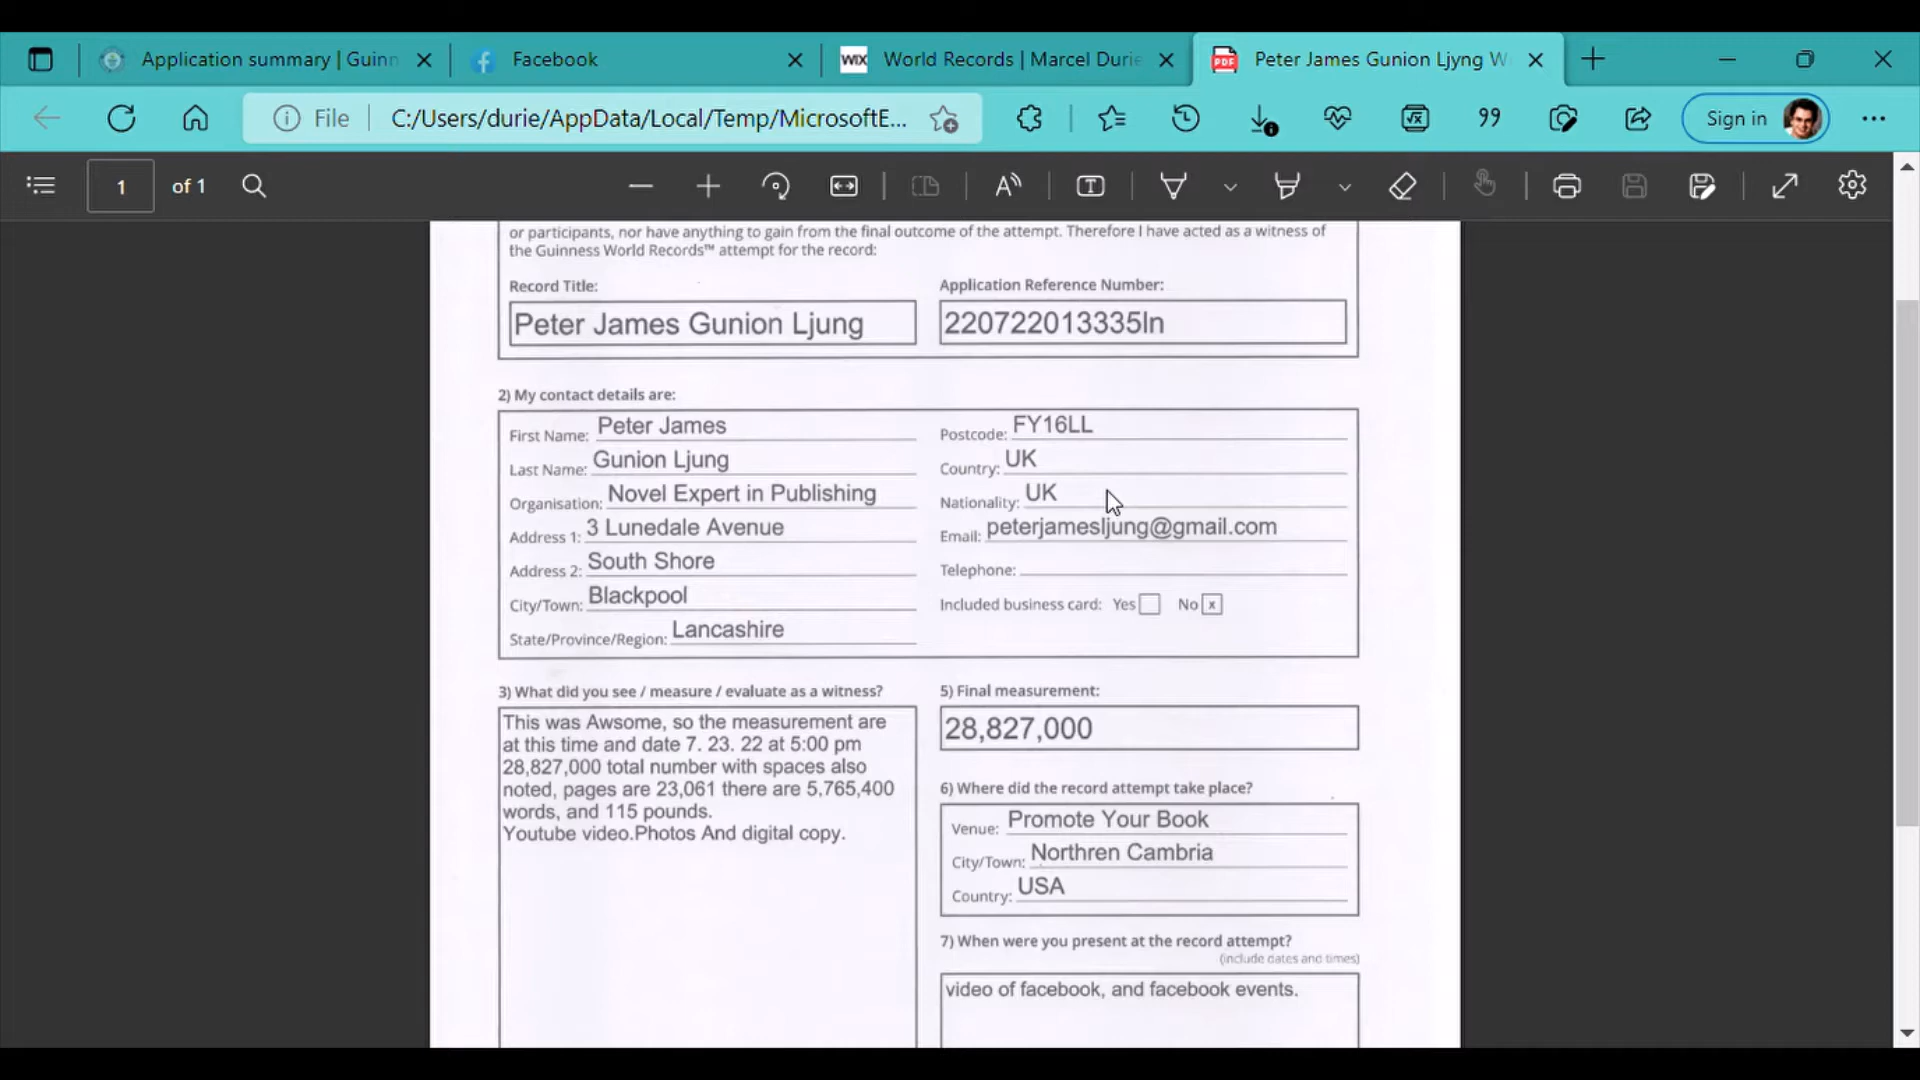 Application summary | Guinn
Facebook
WIX World Records | Marcel Durie
PDF Peter James Gunion Ljyng W
File C:/Users/durie/AppData/Local/Temp/MicrosoftE... Sign in
1 of 1
or participants, nor have anything to gain from the final outcome of the attempt. Therefore I have acted as a witness of
the Guinness World Records™ attempt for the record:
Record Title:
Peter James Gunion Ljung
Application Reference Number:
220722013335ln
2) My contact details are:
First Name: Peter James
Last Name: Gunion Ljung
Organisation: Novel Expert in Publishing
Address 1: 3 Lunedale Avenue
Address 2: South Shore
City/Town: Blackpool
State/Province/Region: Lancashire
Postcode: FY16LL
Country: UK
Nationality: UK
Email: peterjamesljung@gmail.com
Telephone:
Included business card: Yes No x
3) What did you see / measure / evaluate as a witness?
This was Awsome, so the measurement are
at this time and date 7. 23. 22 at 5:00 pm
28,827,000 total number with spaces also
noted, pages are 23,061 there are 5,765,400
words, and 115 pounds.
Youtube video.Photos And digital copy.
5) Final measurement:
28,827,000
6) Where did the record attempt take place?
Venue: Promote Your Book
City/Town: Northren Cambria
Country: USA
7) When were you present at the record attempt?
(include dates and times)
video of facebook, and facebook events.